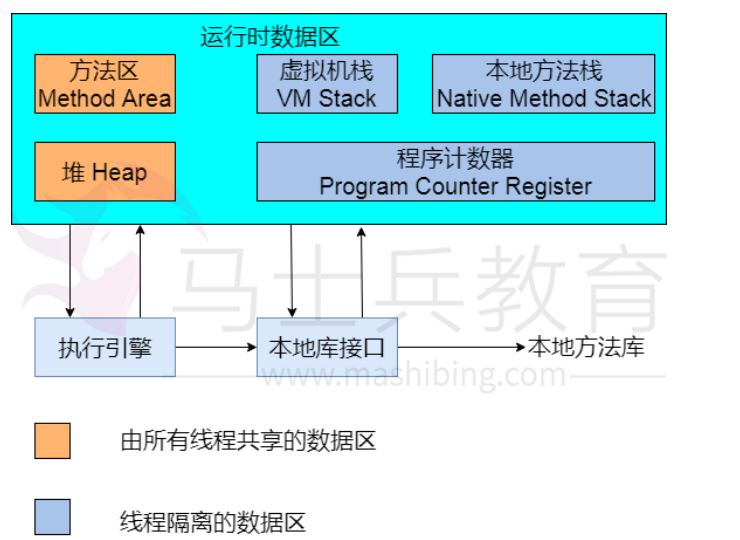 运行时数据区
方法区
Method Area
虚拟机栈
VM Stack
本地方法栈
Native Method Stack
堆 Heap
程序计数器
Program Counter Register
马士兵教育
执行引擎
本地库接口
本地方法库
www.mashibing.com
由所有线程共享的数据区
线程隔离的数据区